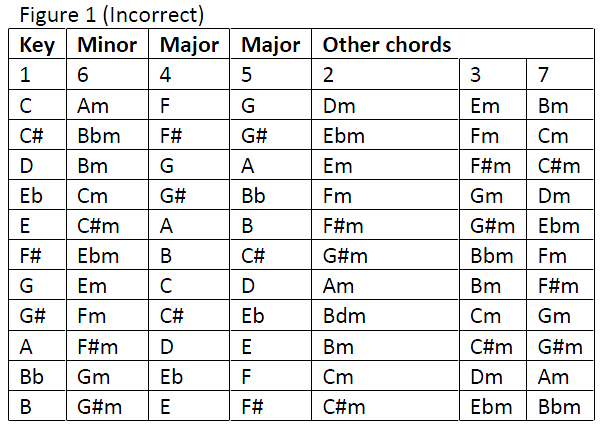 Figure 1 (Incorrect)
Key Minor Major Major Other chords
1 6 4 5 2 3 7
C Am F G Dm Em Bm
C# Bbm F# G# Ebm Fm Cm
D Bm G A Em F#m C#m
Eb Cm G# Bb Fm Gm Dm
E C#m A B F#m G#m Ebm
F# Ebm B C# G#m Bbm Fm
G Em C D Am Bm F#m
G# Fm C# Eb Bdm Cm Gm
A F#m D E Bm C#m G#m
Bb Gm Eb F Cm Dm Am
B G#m E F# C#m Ebm Bbm